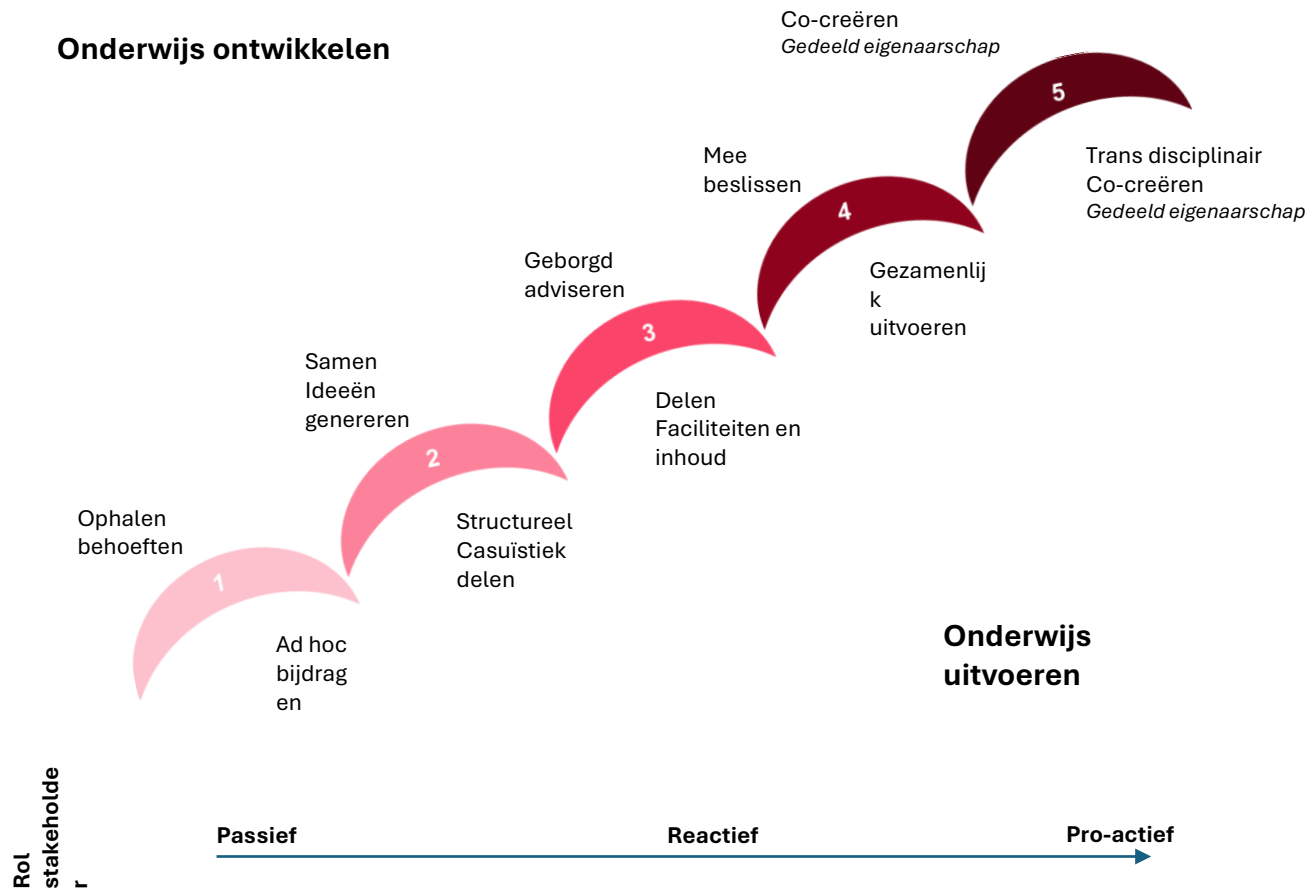 Onderwijs ontwikkelen
Co-creëren
Gedeeld eigenaarschap
5
Mee
beslissen
Trans disciplinair
Co-creëren
Gedeeld eigenaarschap
4
Geborgd
adviseren
Gezamenlij
k
uitvoeren
3
Samen
Ideeën
genereren
Delen
Faciliteiten en
inhoud
2
Ophalen
behoeften
Structureel
Casuïstiek
delen
1
Ad hoc
bijdrag
en
Onderwijs
uitvoeren
Rol
stakeholde
r
Passief
Reactief
Pro-actief